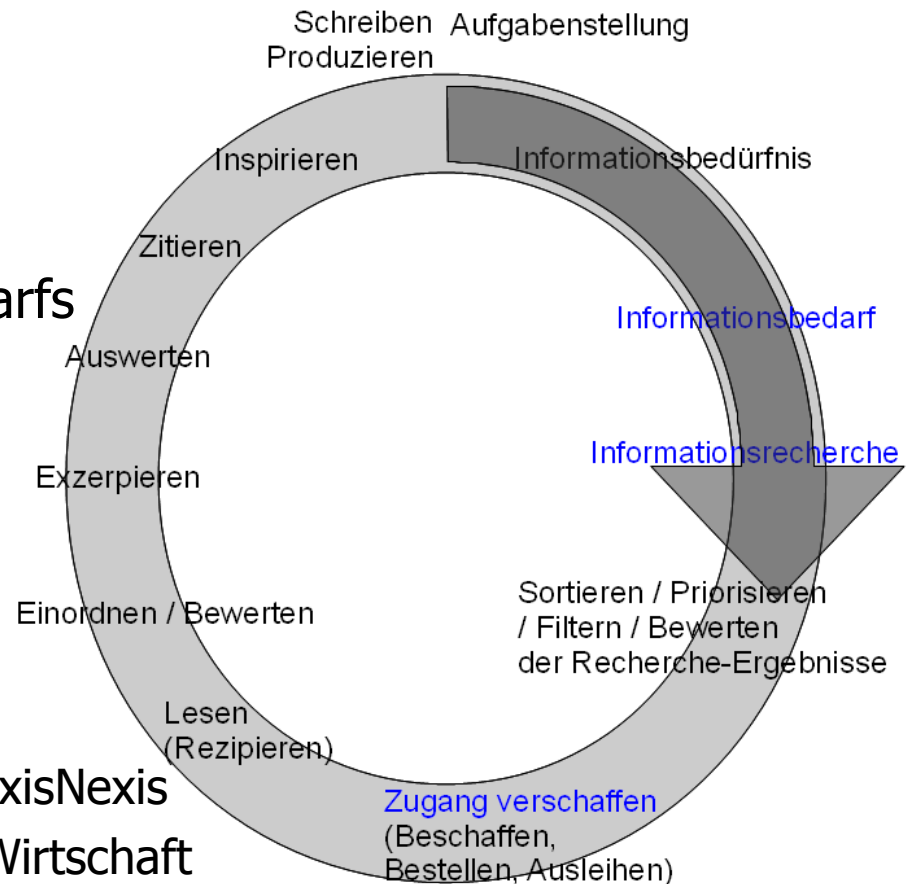 Schreiben
Produzieren
Aufgabenstellung
Informationsbedürfnis
Informationsbedarf
Informationsrecherche
Sortieren / Priorisieren
/ Filtern / Bewerten
der Recherche-Ergebnisse
Zugang verschaffen
(Beschaffen,
Bestellen, Ausleihen)
Lesen
(Rezipieren)
Einordnen / Bewerten
Exzerpieren
Auswerten
Zitieren
Inspirieren
arfs
xisNexis
Wirtschaft